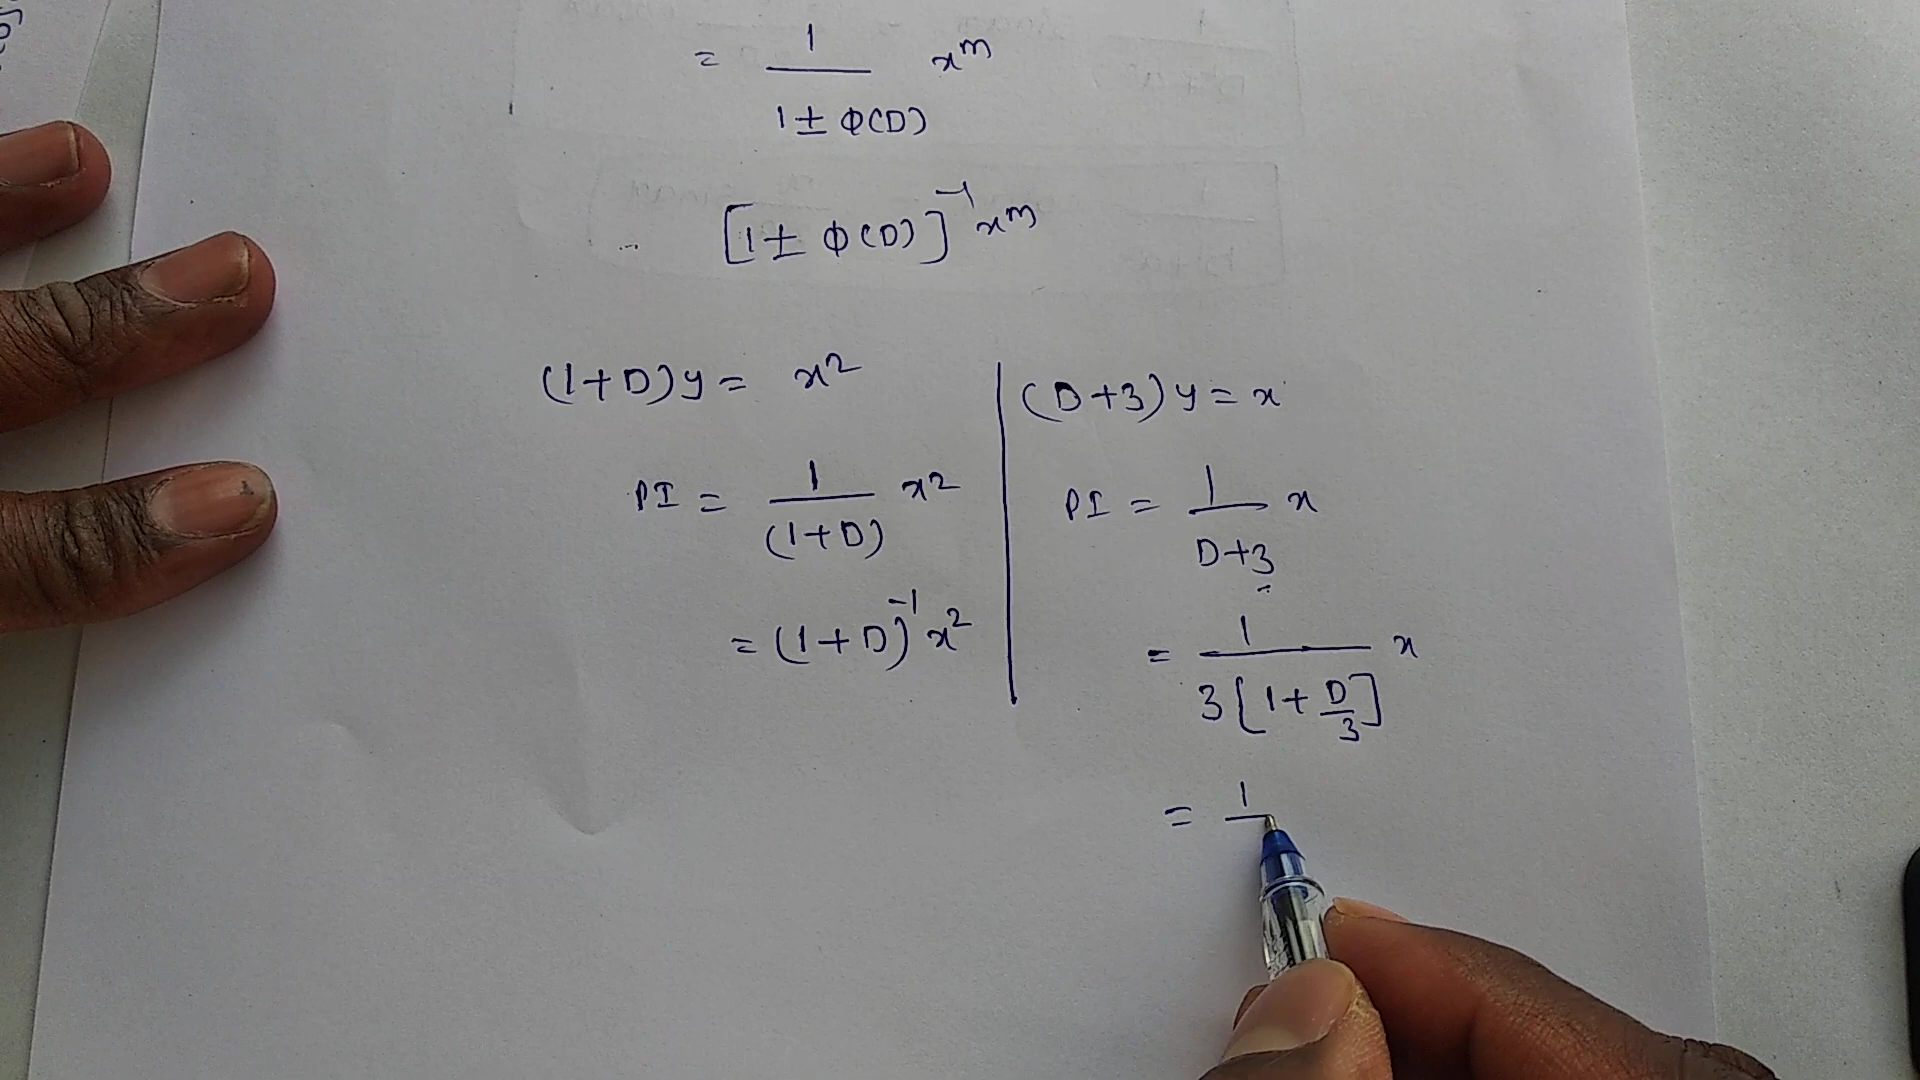 = 1/(1 ± Φ(D)) x^m
[1 ± Φ(D)]^-1 x^m
(1+D)y = x^2
PI = 1/(1+D) x^2
= (1+D)^-1 x^2
(D+3)y = x
PI = 1/(D+3) x
= 1/(3[1+D/3]) x
= 1